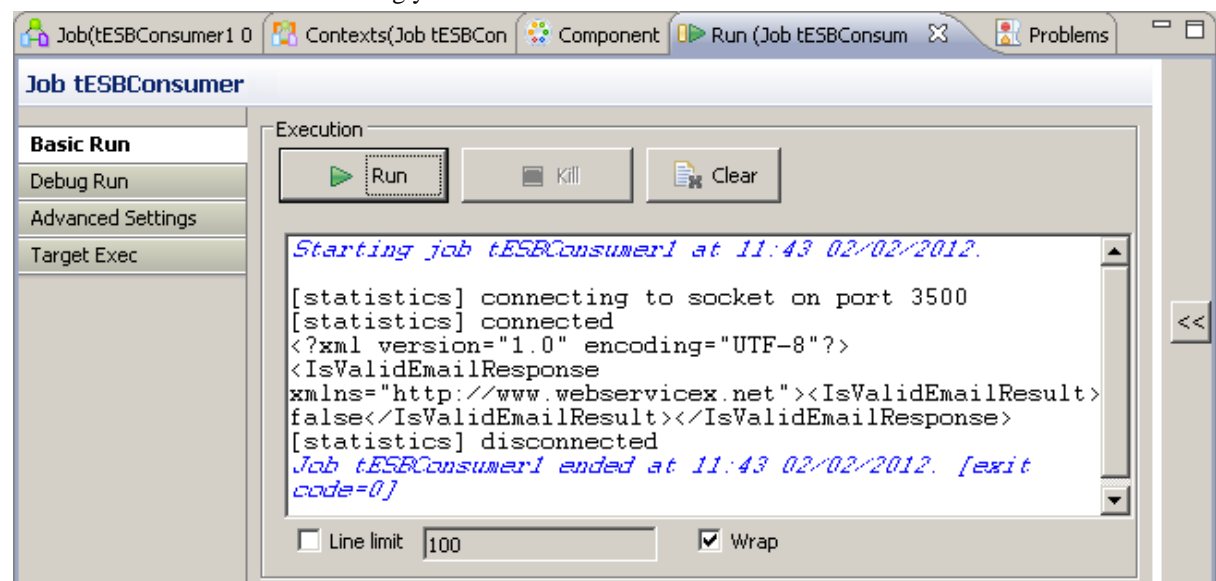 Job(tESBConsumer1 0 Contexts(Job tESBCon Component Run (Job tESBConsum Problems
Job tESBConsumer
Basic Run
Debug Run
Advanced Settings
Target Exec
Execution
Run Kill Clear
Starting job tESBConsumer1 at 11:43 02/02/2012.
[statistics] connecting to socket on port 3500
[statistics] connected
<?xml version="1.0" encoding="UTF-8"?>
<IsValidEmailResponse
xmlns="http://www.webservicex.net"><IsValidEmailResult>
false</IsValidEmailResult></IsValidEmailResponse>
[statistics] disconnected
Job tESBConsumer1 ended at 11:43 02/02/2012. [exit
code=0]
Line limit 100 Wrap
<<